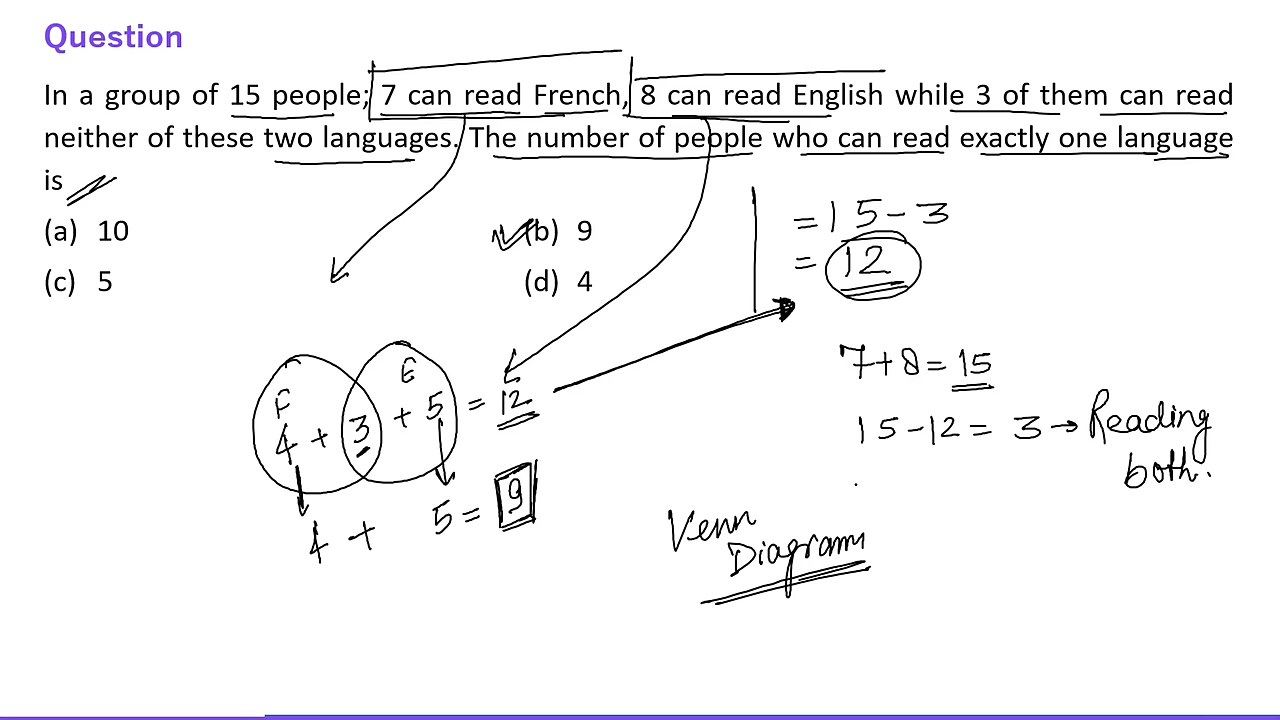 Question
In a group of 15 people; 7 can read French, 8 can read English while 3 of them can read
neither of these two languages. The number of people who can read exactly one language
is
(a) 10
(b) 9
(c) 5
(d) 4
= 15 - 3
= 12
7 + 8 = 15
15 - 12 = 3 → Reading
both.
F
E
4 + 3 + 5 = 12
4 + 5 = 9
Venn
Diagrams